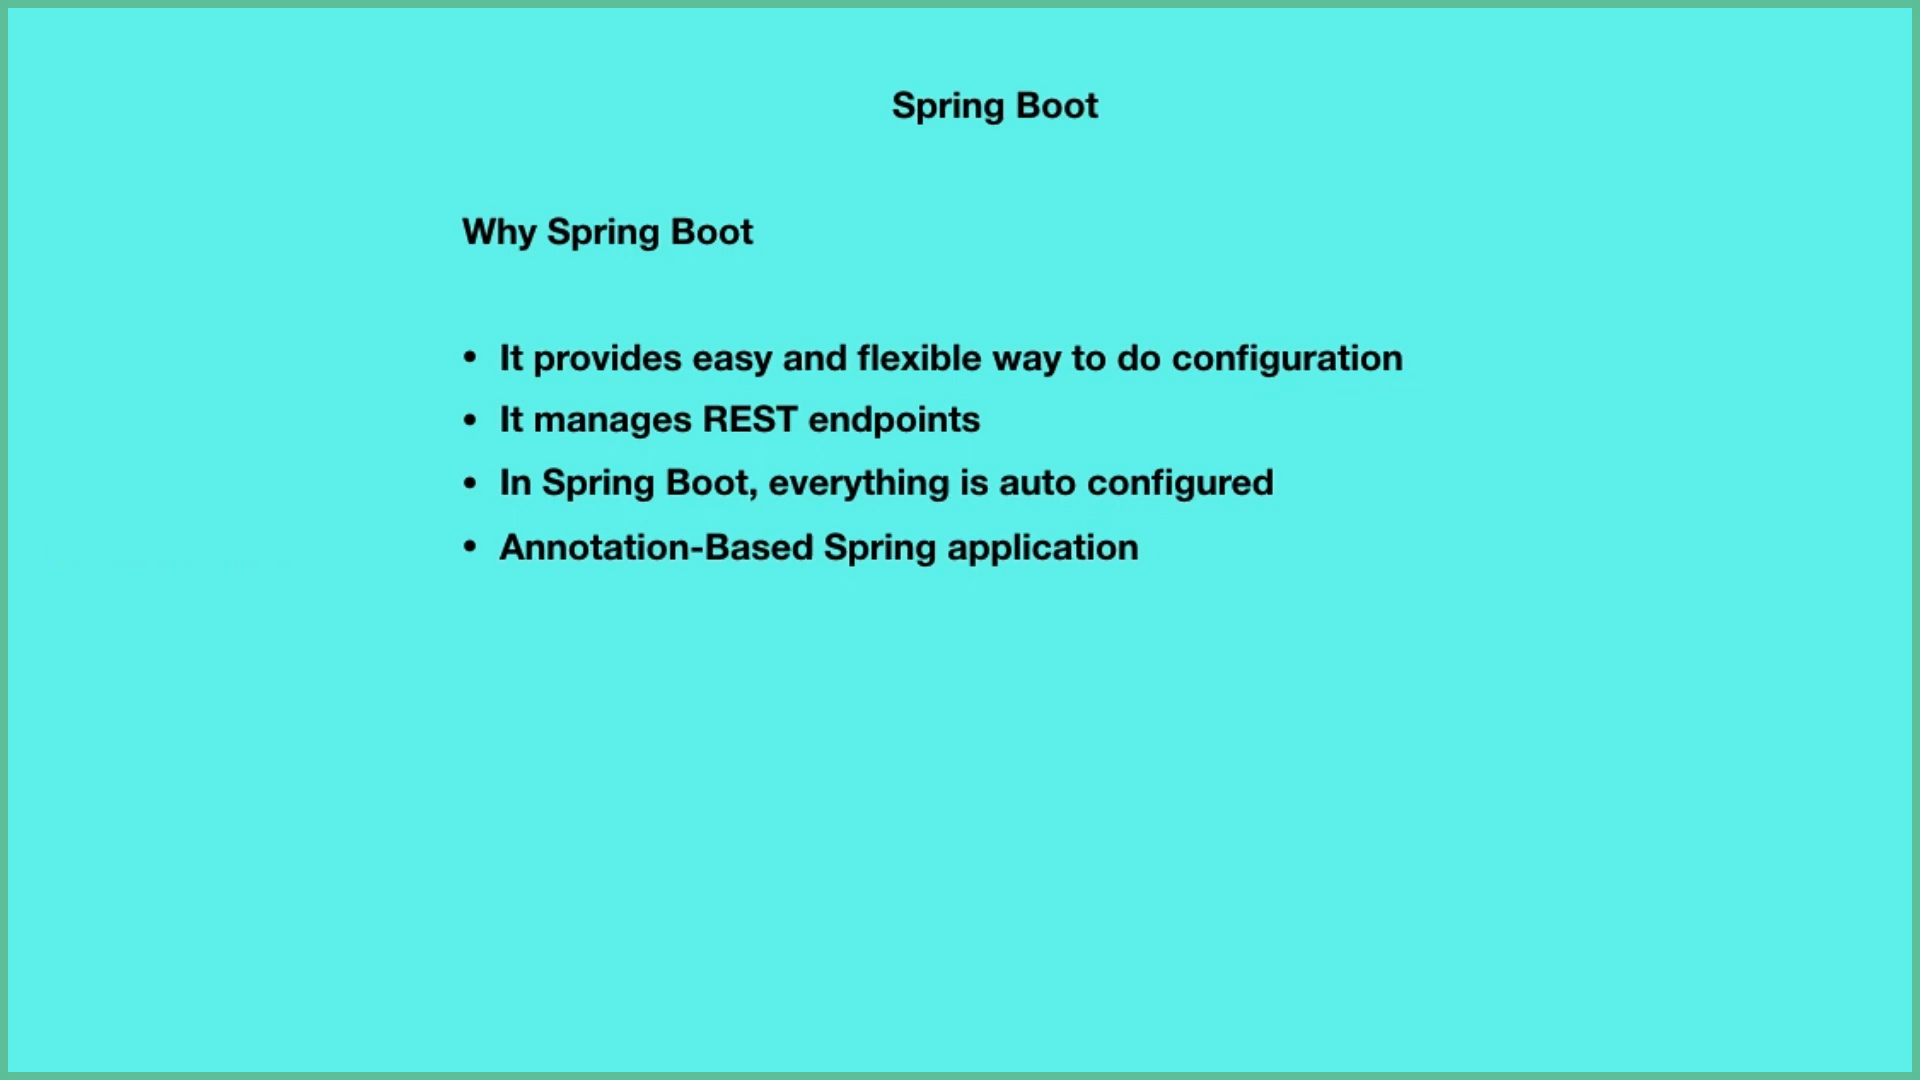 Spring Boot
Why Spring Boot
• It provides easy and flexible way to do configuration
• It manages REST endpoints
• In Spring Boot, everything is auto configured
• Annotation-Based Spring application